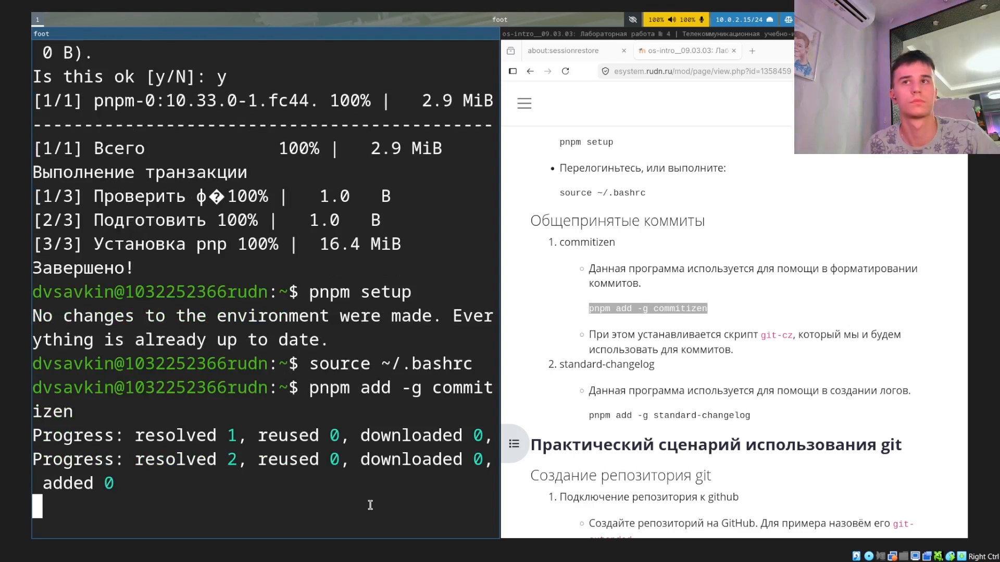 1
foot
100% 100%
10.0.2.15/24
foot
0 B).
Is this ok [y/N]: y
[1/1] pnpm-0:10.33.0-1.fc44. 100% | 2.9 MiB
---------------------------------------------
[1/1] Всего 100% | 2.9 MiB
Выполнение транзакции
[1/3] Проверить ф�100% | 1.0 B
[2/3] Подготовить 100% | 1.0 B
[3/3] Установка pnp 100% | 16.4 MiB
Завершено!
dvsavkin@1032252366rudn:~$ pnpm setup
No changes to the environment were made. Ever
ything is already up to date.
dvsavkin@1032252366rudn:~$ source ~/.bashrc
dvsavkin@1032252366rudn:~$ pnpm add -g commit
izen
Progress: resolved 1, reused 0, downloaded 0,
Progress: resolved 2, reused 0, downloaded 0,
added 0
os-intro__09.03.03: Лабораторная работа № 4 | Телекоммуникационная учебно-и
about:sessionrestore
os-intro__09.03.03: Лаб
esystem.rudn.ru/mod/page/view.php?id=1358459
pnpm setup
• Перелогиньтесь, или выполните:
source ~/.bashrc
Общепринятые коммиты
1. commitizen
◦ Данная программа используется для помощи в форматировании
коммитов.
pnpm add -g commitizen
◦ При этом устанавливается скрипт git-cz, который мы и будем
использовать для коммитов.
2. standard-changelog
◦ Данная программа используется для помощи в создании логов.
pnpm add -g standard-changelog
Практический сценарий использования git
Создание репозитория git
1. Подключение репозитория к github
◦ Создайте репозиторий на GitHub. Для примера назовём его git-
Right Ctrl